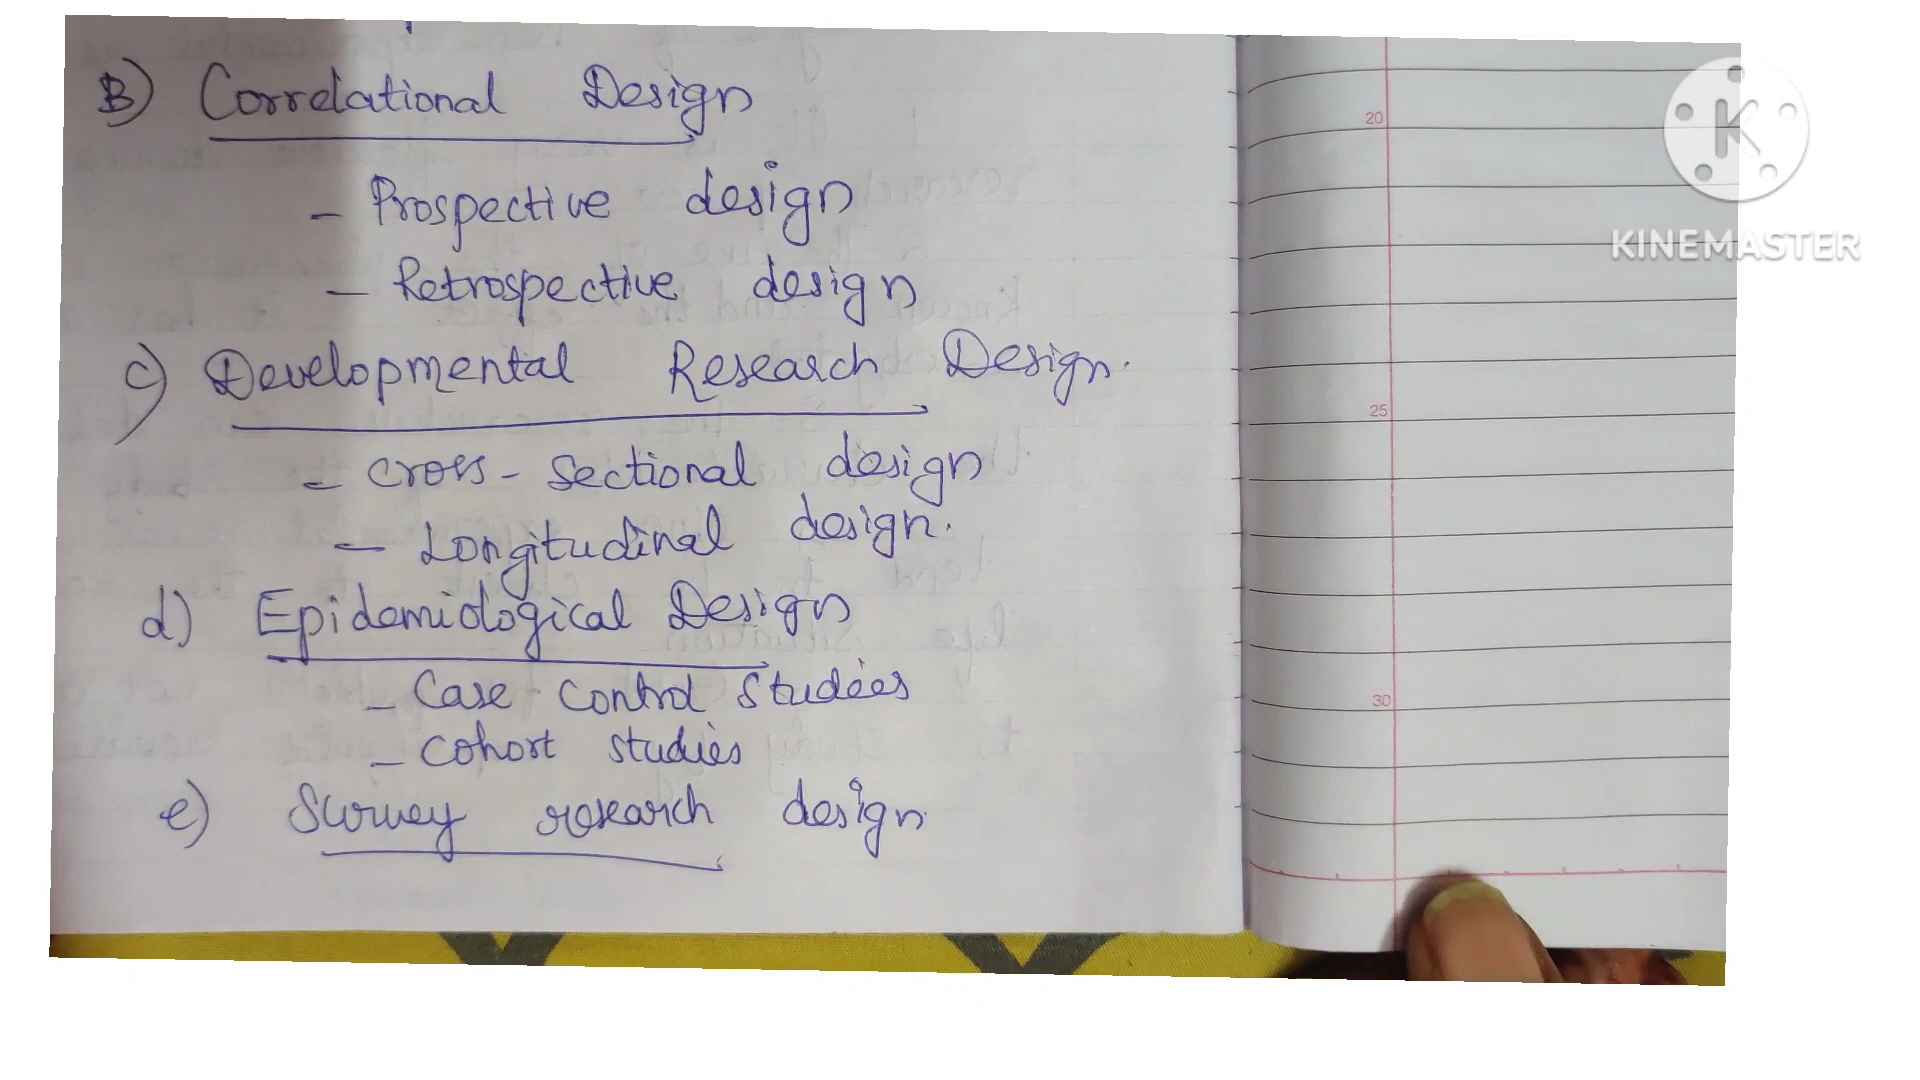 B) Correlational Design
- Prospective design
- Retrospective design
c) Developmental Research Design.
- cross-sectional design
- Longitudinal design.
d) Epidemiological Design
- Case control studies
- cohort studies
e) Survey research design
20
25
30
K
KINEMASTER